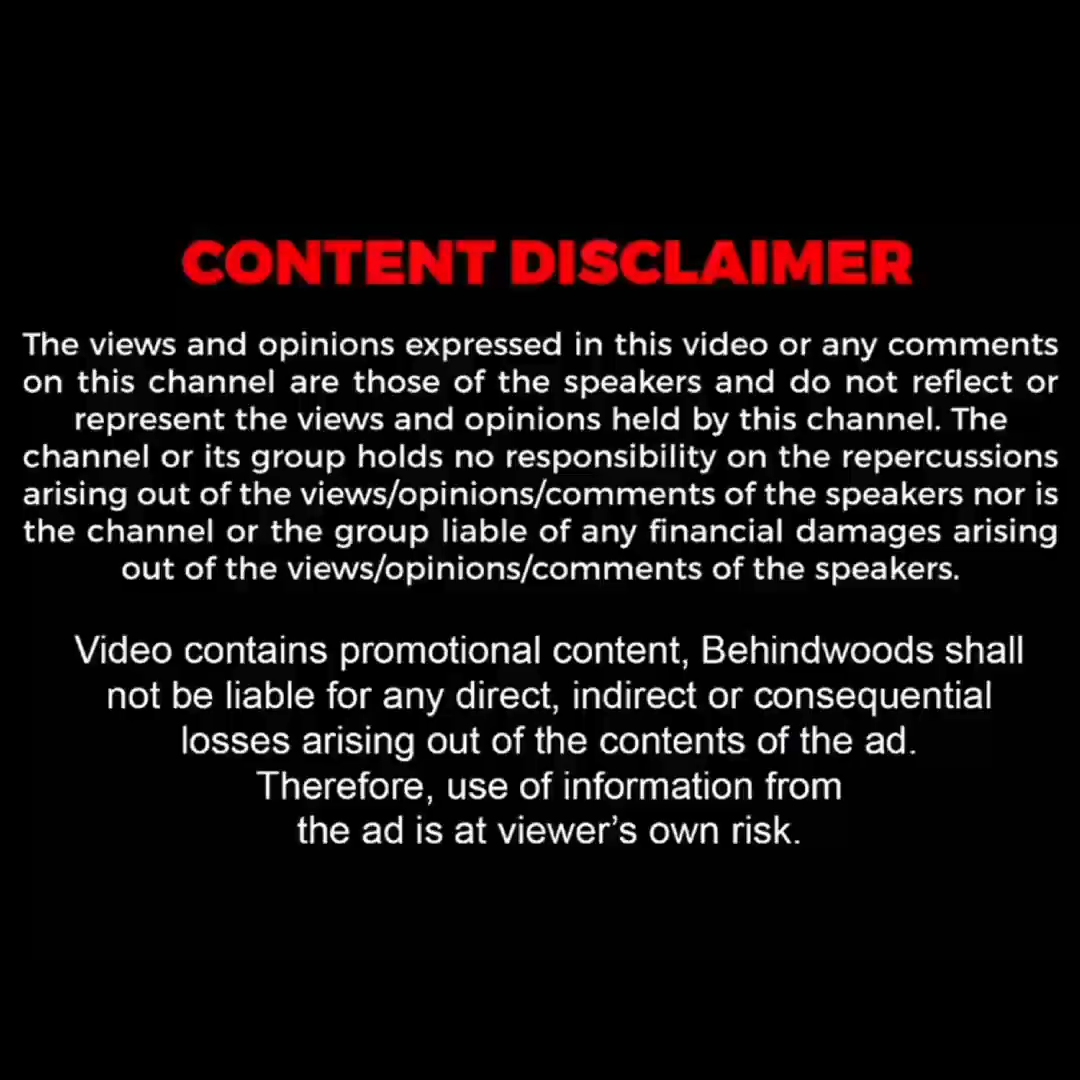 CONTENT DISCLAIMER
The views and opinions expressed in this video or any comments
on this channel are those of the speakers and do not reflect or
represent the views and opinions held by this channel. The
channel or its group holds no responsibility on the repercussions
arising out of the views/opinions/comments of the speakers nor is
the channel or the group liable of any financial damages arising
out of the views/opinions/comments of the speakers.
Video contains promotional content, Behindwoods shall
not be liable for any direct, indirect or consequential
losses arising out of the contents of the ad.
Therefore, use of information from
the ad is at viewer’s own risk.